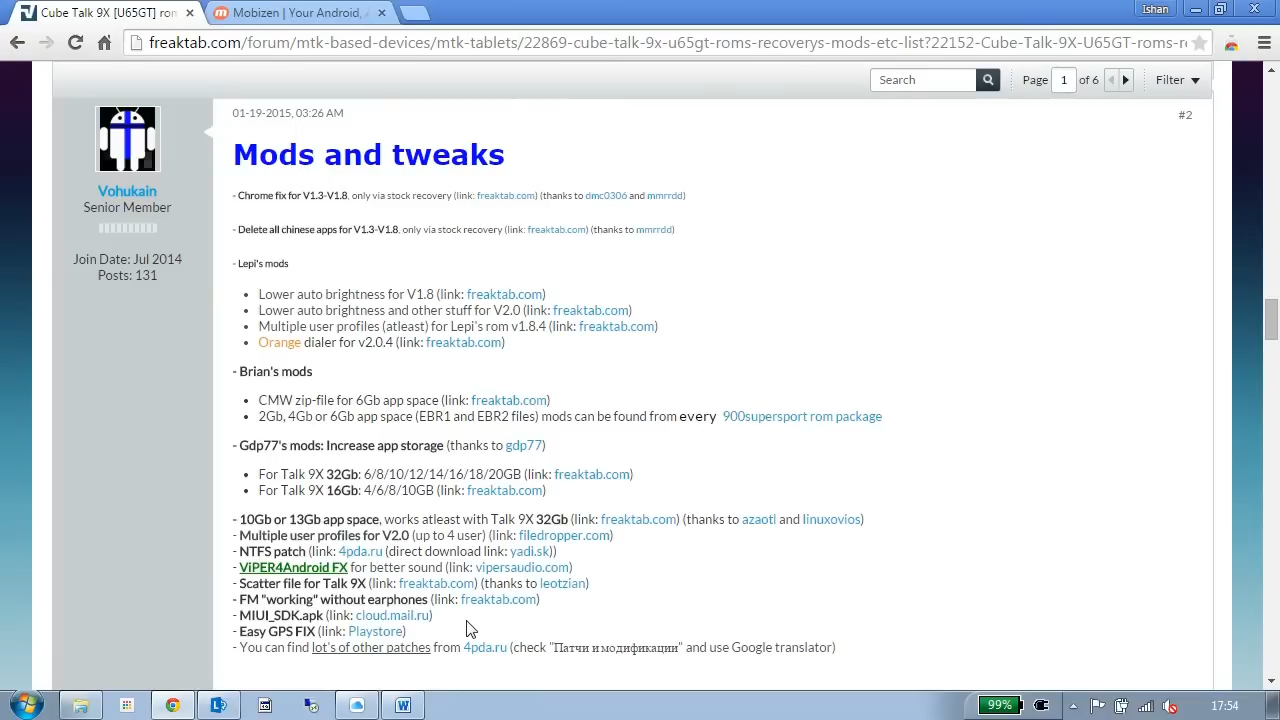 Cube Talk 9X [U65GT] rom
Mobizen | Your Android,
Ishan
freaktab.com/forum/mtk-based-devices/mtk-tablets/22869-cube-talk-9x-u65gt-roms-recoverys-mods-etc-list?22152-Cube-Talk-9X-U65GT-roms-r
Search
Page 1 of 6
Filter
01-19-2015, 03:26 AM
#2
Vohukain
Senior Member
Join Date: Jul 2014
Posts: 131
Mods and tweaks
- Chrome fix for V1.3-V1.8, only via stock recovery (link: freaktab.com) (thanks to dmc0306 and mmrrdd)
- Delete all chinese apps for V1.3-V1.8, only via stock recovery (link: freaktab.com) (thanks to mmrrdd)
- Lepi's mods
• Lower auto brightness for V1.8 (link: freaktab.com)
• Lower auto brightness and other stuff for V2.0 (link: freaktab.com)
• Multiple user profiles (atleast) for Lepi's rom v1.8.4 (link: freaktab.com)
• Orange dialer for v2.0.4 (link: freaktab.com)
- Brian's mods
• CMW zip-file for 6Gb app space (link: freaktab.com)
• 2Gb, 4Gb or 6Gb app space (EBR1 and EBR2 files) mods can be found from every 900supersport rom package
- Gdp77's mods: Increase app storage (thanks to gdp77)
• For Talk 9X 32Gb: 6/8/10/12/14/16/18/20GB (link: freaktab.com)
• For Talk 9X 16Gb: 4/6/8/10GB (link: freaktab.com)
- 10Gb or 13Gb app space, works atleast with Talk 9X 32Gb (link: freaktab.com) (thanks to azaotl and linuxovios)
- Multiple user profiles for V2.0 (up to 4 user) (link: filedropper.com)
- NTFS patch (link: 4pda.ru (direct download link: yadi.sk))
- ViPER4Android FX for better sound (link: vipersaudio.com)
- Scatter file for Talk 9X (link: freaktab.com) (thanks to leotzian)
- FM "working" without earphones (link: freaktab.com)
- MIUI_SDK.apk (link: cloud.mail.ru)
- Easy GPS FIX (link: Playstore)
- You can find lot's of other patches from 4pda.ru (check "Патчи и модификации" and use Google translator)
99%
17:54